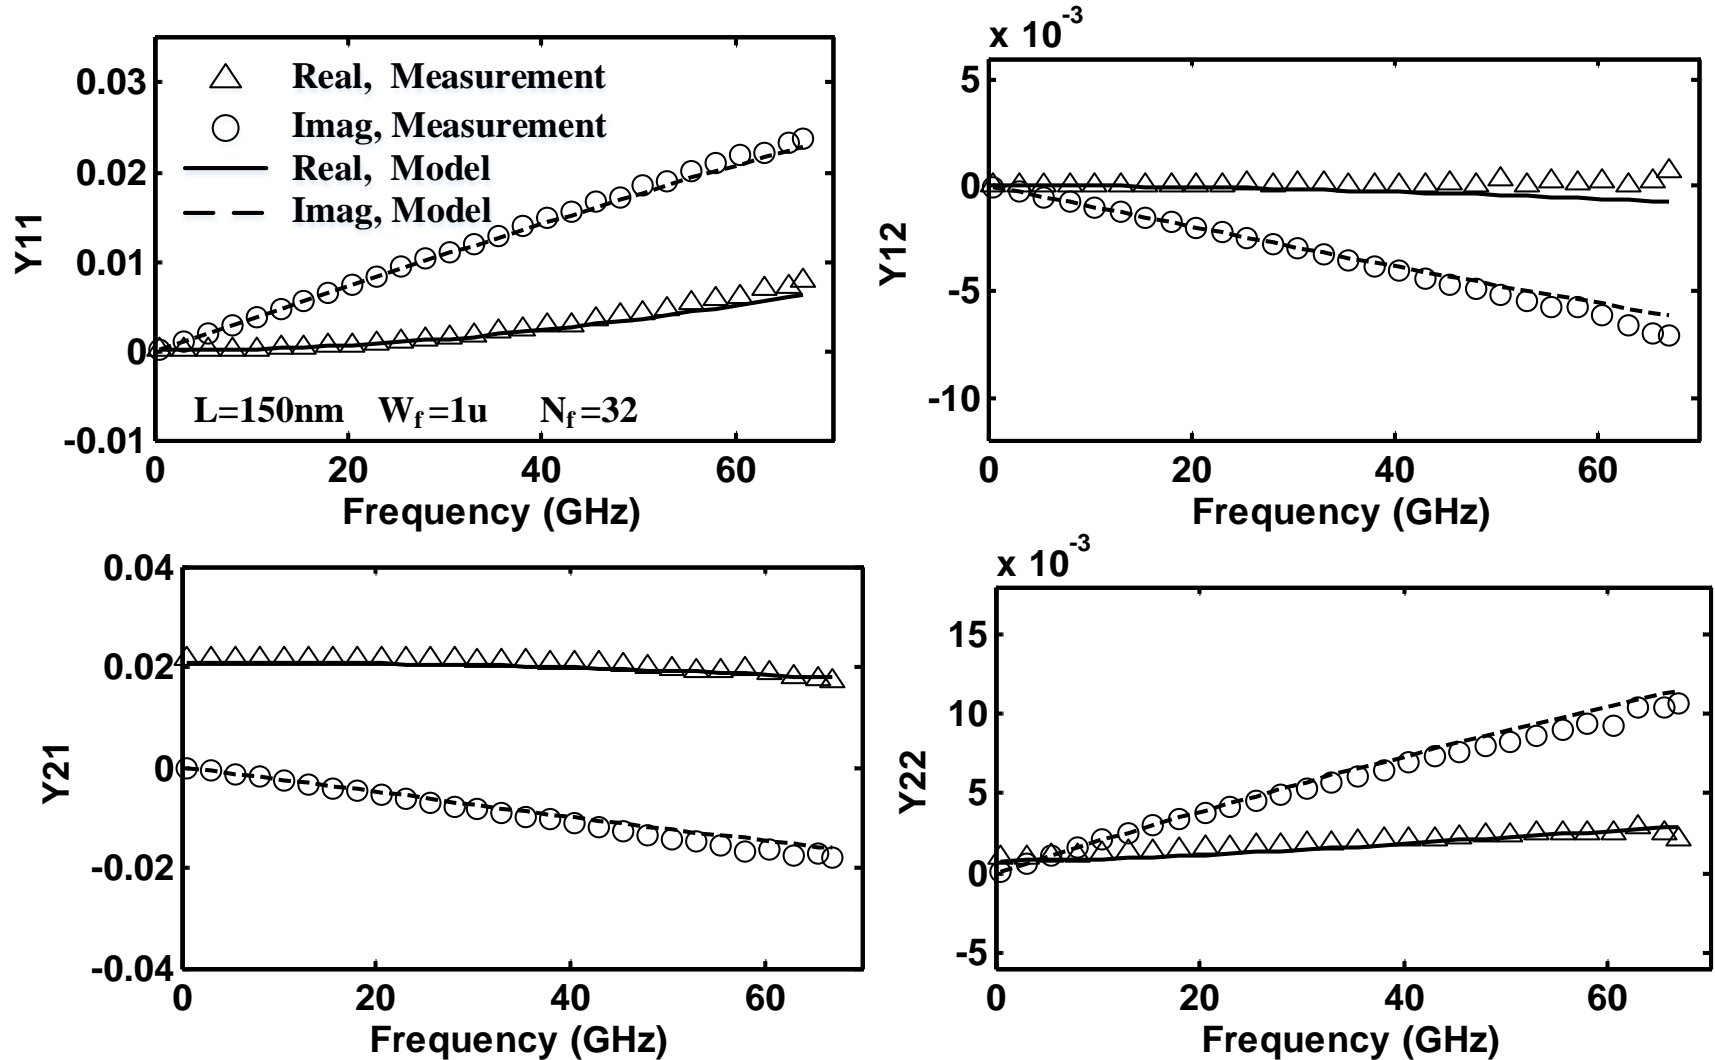 0.03
0.02
0.01
0
-0.01
Y11
Real, Measurement
Imag, Measurement
Real, Model
Imag, Model
L=150nm Wf=1u Nf=32
0 20 40 60
Frequency (GHz)
x 10-3
5
0
-5
-10
Y12
0 20 40 60
Frequency (GHz)
0.04
0.02
0
-0.02
-0.04
Y21
0 20 40 60
Frequency (GHz)
x 10-3
15
10
5
0
-5
Y22
0 20 40 60
Frequency (GHz)